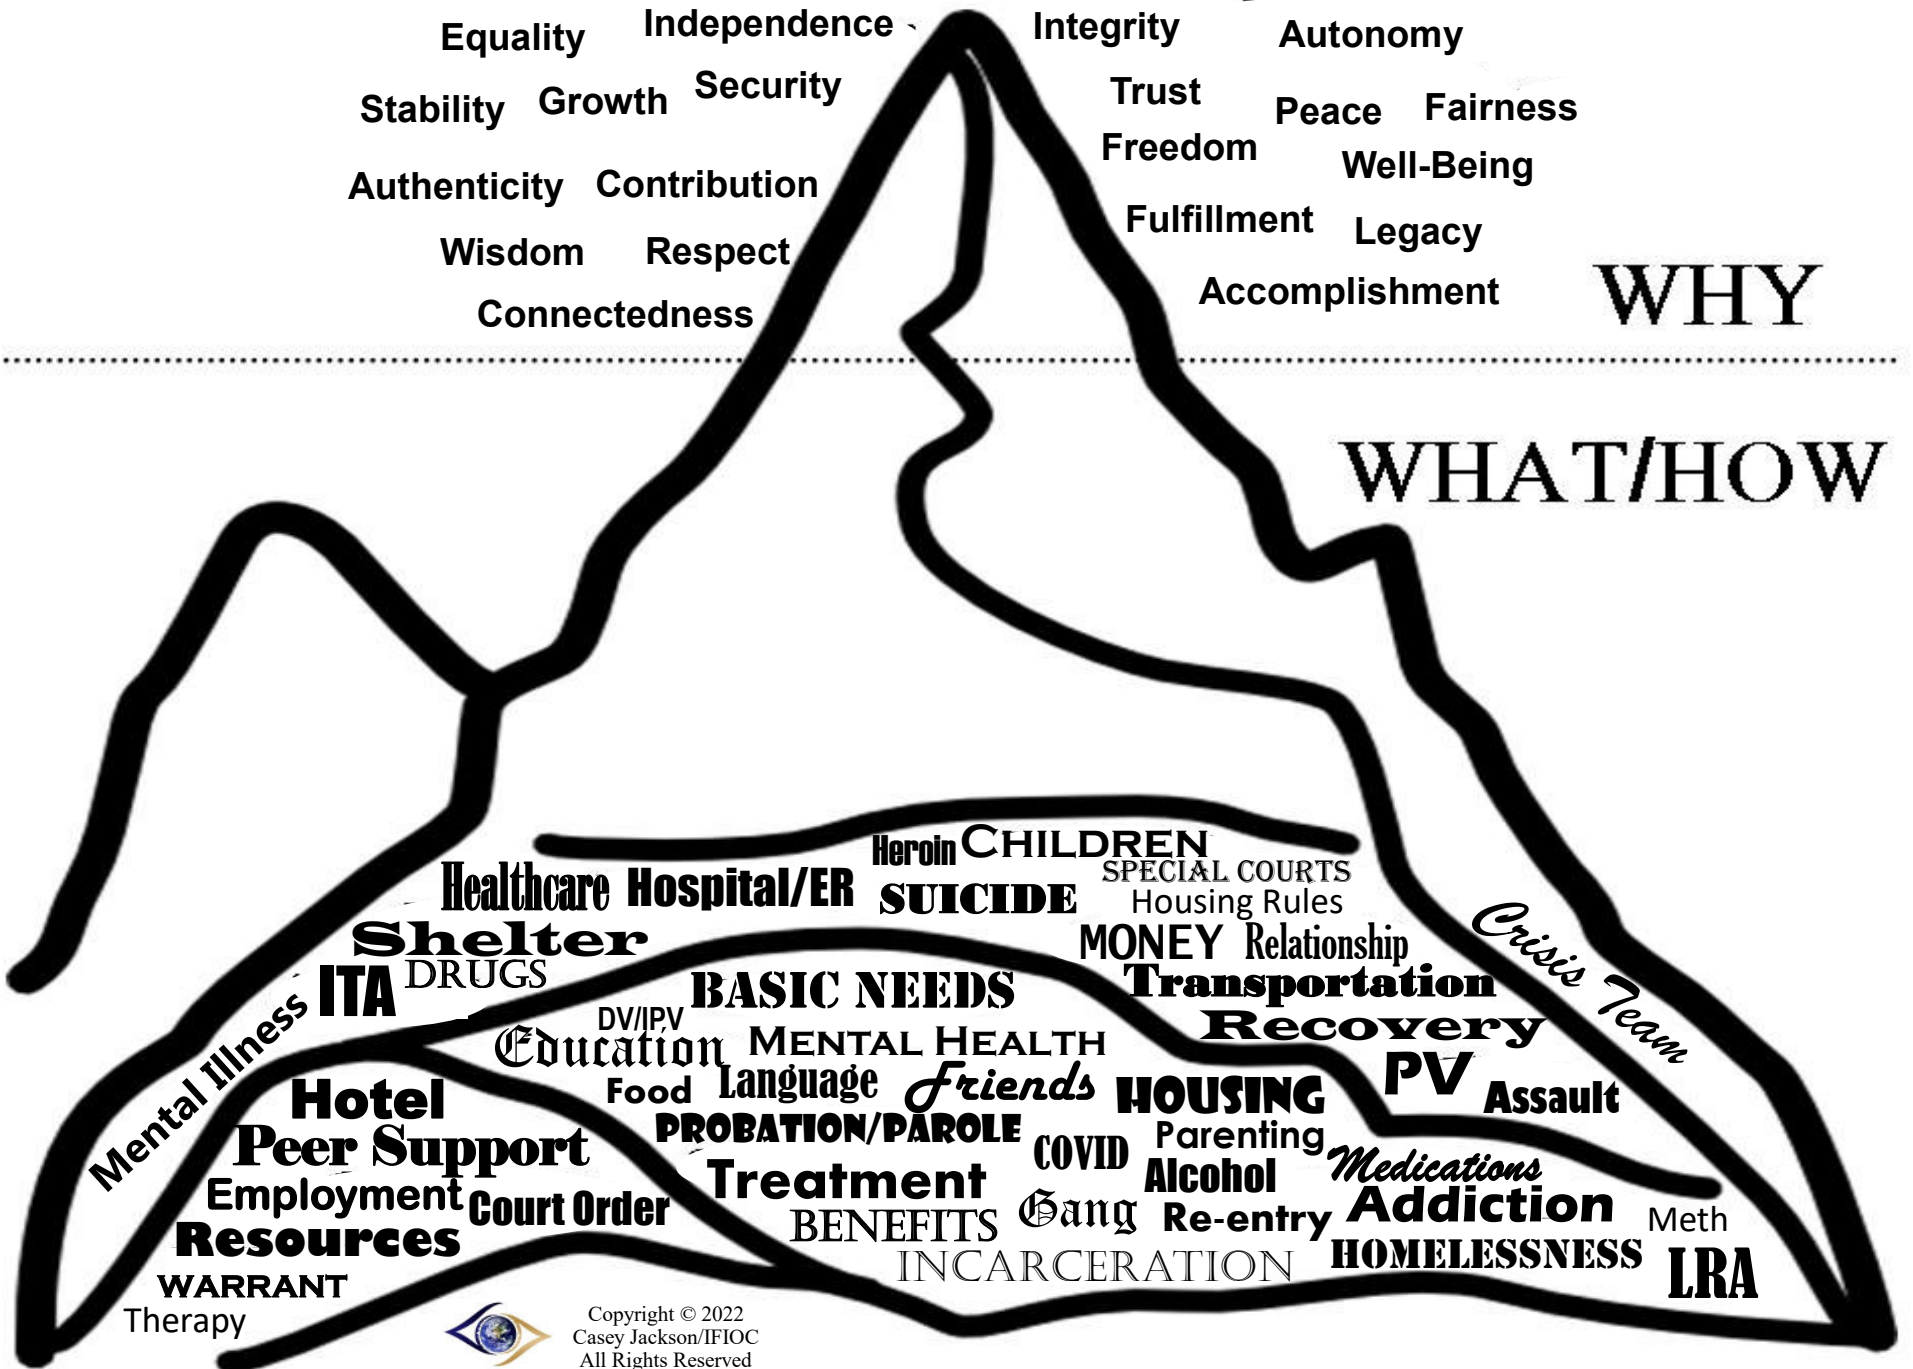 Equality
Independence
Integrity
Autonomy
Stability
Growth
Security
Trust
Peace
Fairness
Freedom
Authenticity
Contribution
Well-Being
Fulfillment
Legacy
Wisdom
Respect
Accomplishment
Connectedness
WHY
WHAT/HOW
Heroin
CHILDREN
Healthcare
Hospital/ER
SUICIDE
SPECIAL COURTS
Housing Rules
Shelter
MONEY
Relationship
Crisis Team
ITA
DRUGS
BASIC NEEDS
Transportation
Mental Illness
DV/IPV
Education
MENTAL HEALTH
Recovery
Hotel
Food
Language
Friends
HOUSING
PV
Assault
Peer Support
PROBATION/PAROLE
COVID
Parenting
Employment
Court Order
Treatment
Alcohol
Medications
Resources
BENEFITS
Gang
Re-entry
Addiction
Meth
WARRANT
INCARCERATION
HOMELESSNESS
LRA
Therapy
Copyright © 2022
Casey Jackson/IFIOC
All Rights Reserved